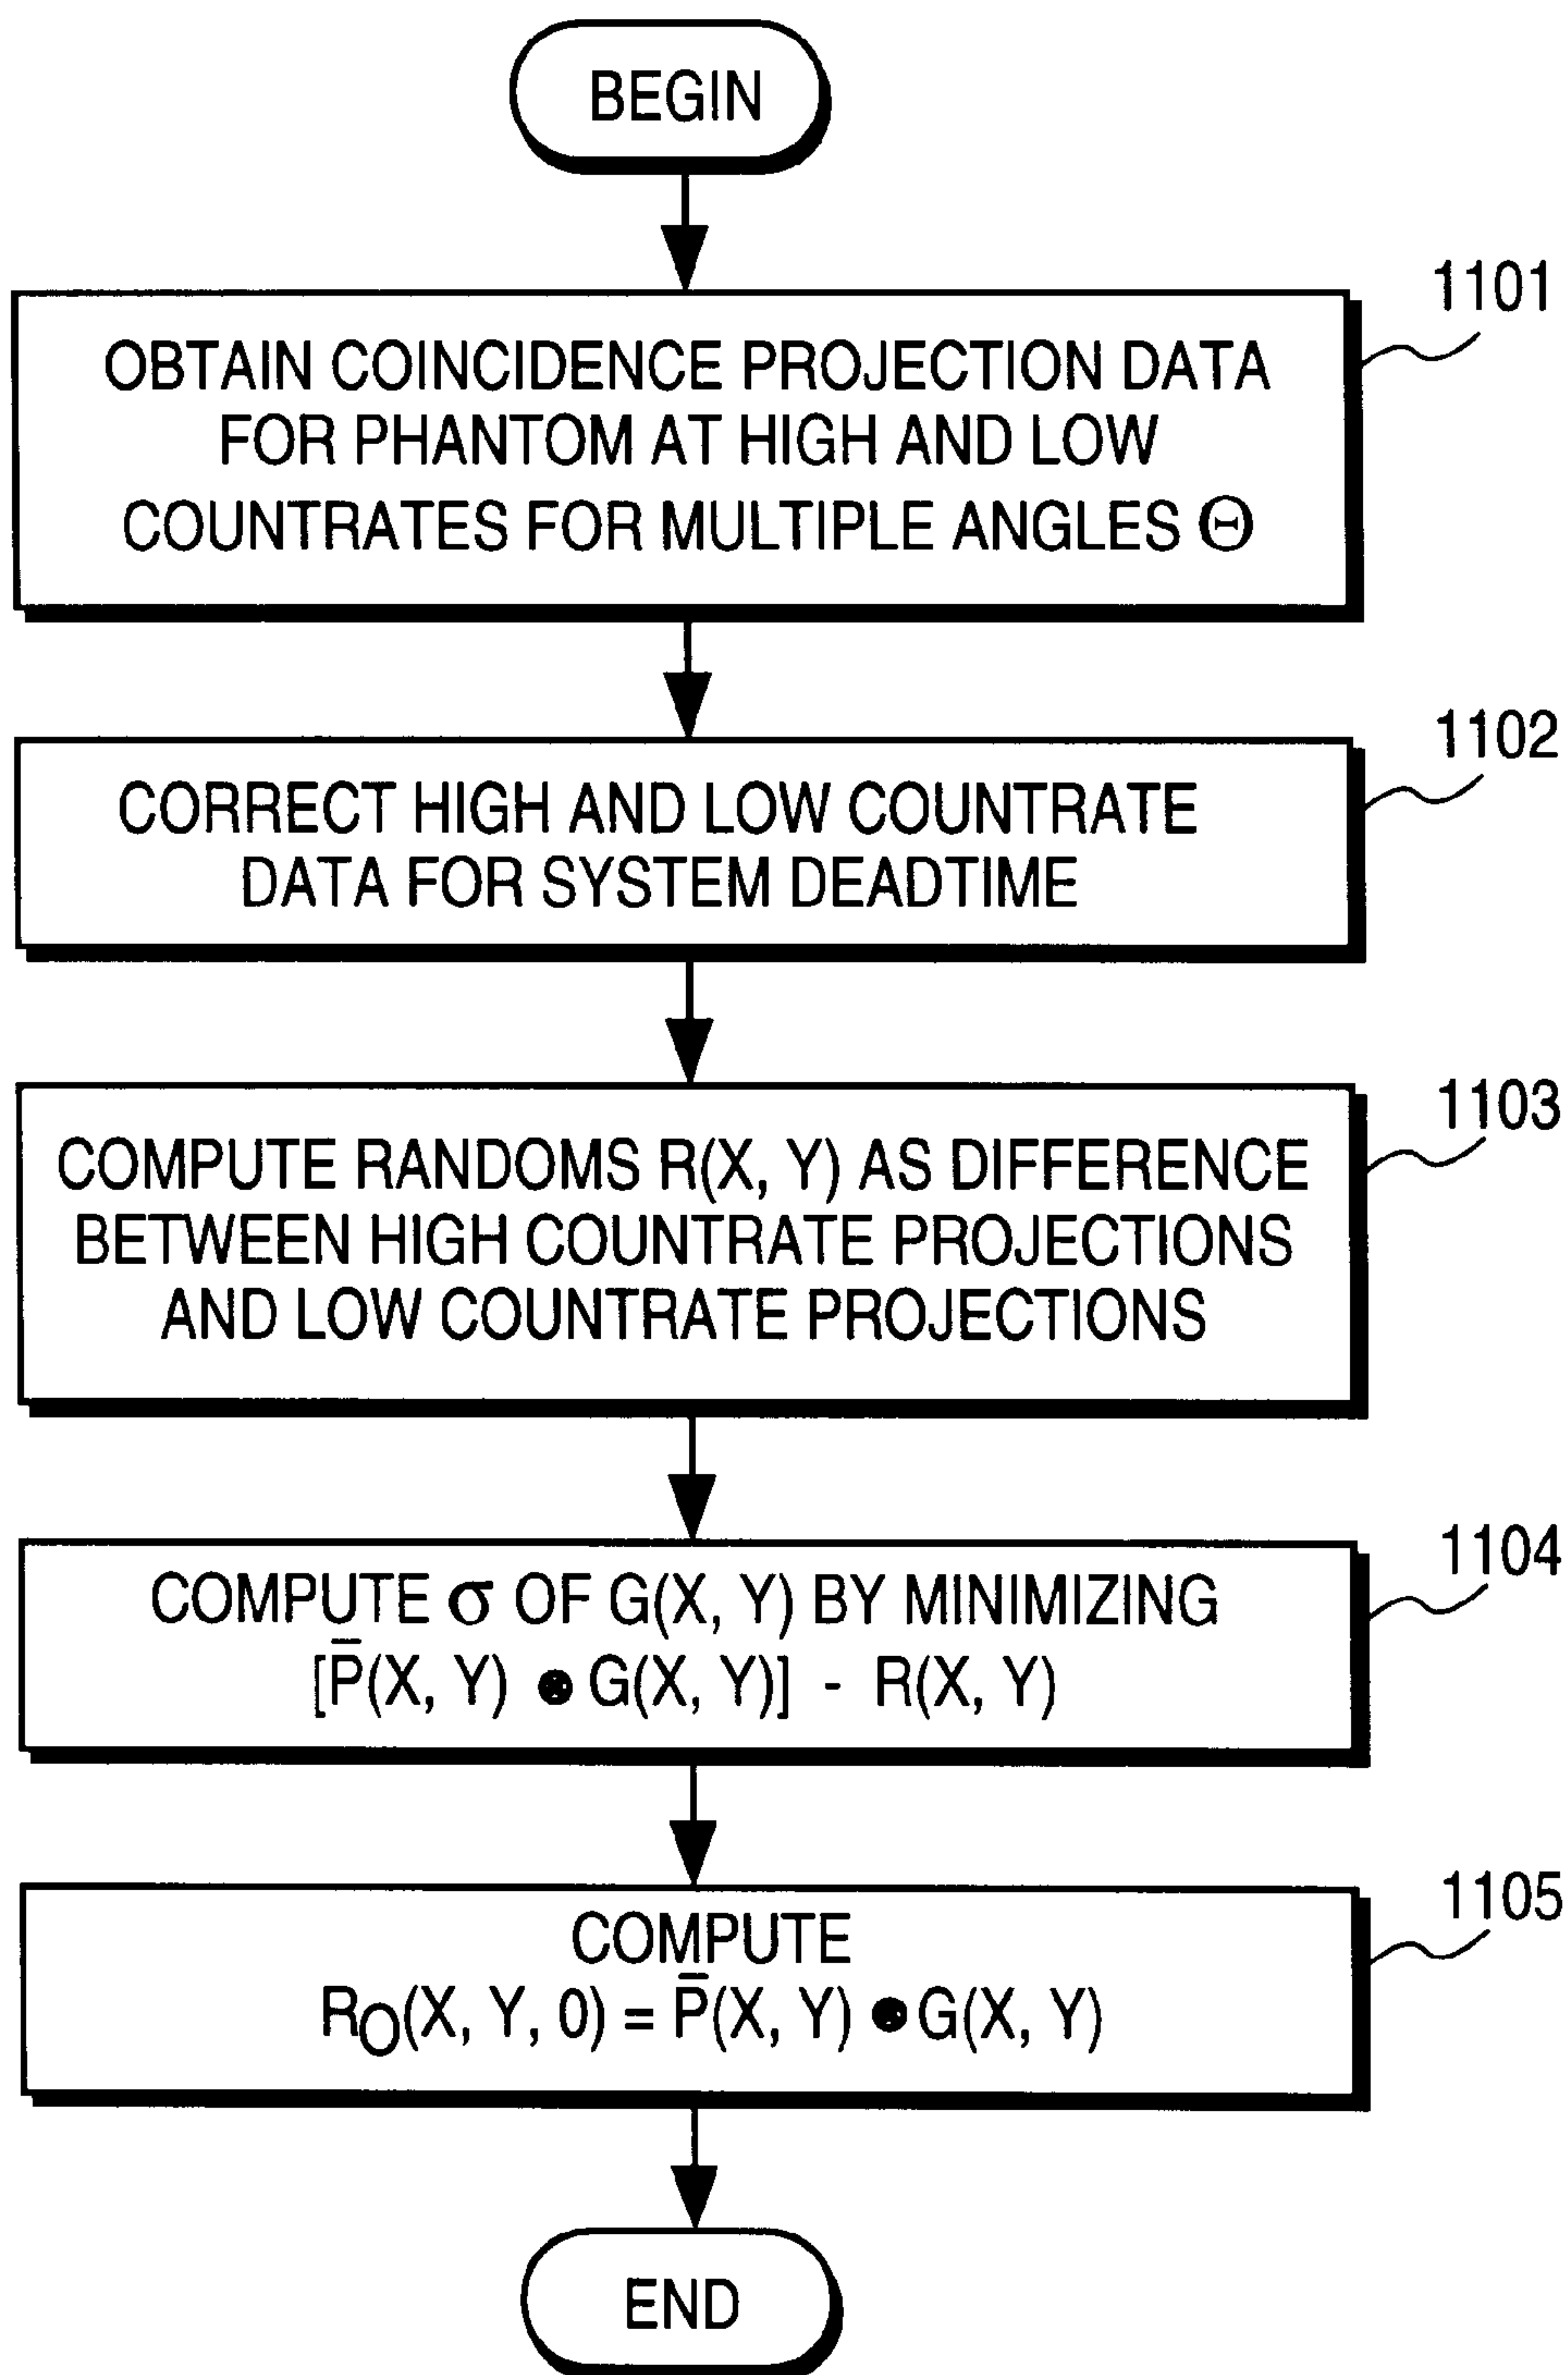 BEGIN
1101
OBTAIN COINCIDENCE PROJECTION DATA
FOR PHANTOM AT HIGH AND LOW
COUNTRATES FOR MULTIPLE ANGLES Θ
1102
CORRECT HIGH AND LOW COUNTRATE
DATA FOR SYSTEM DEADTIME
1103
COMPUTE RANDOMS R(X, Y) AS DIFFERENCE
BETWEEN HIGH COUNTRATE PROJECTIONS
AND LOW COUNTRATE PROJECTIONS
1104
COMPUTE σ OF G(X, Y) BY MINIMIZING
[P̅(X, Y) ⊗ G(X, Y)] - R(X, Y)
1105
COMPUTE
R₀(X, Y, 0) = P̅(X, Y) ⊗ G(X, Y)
END